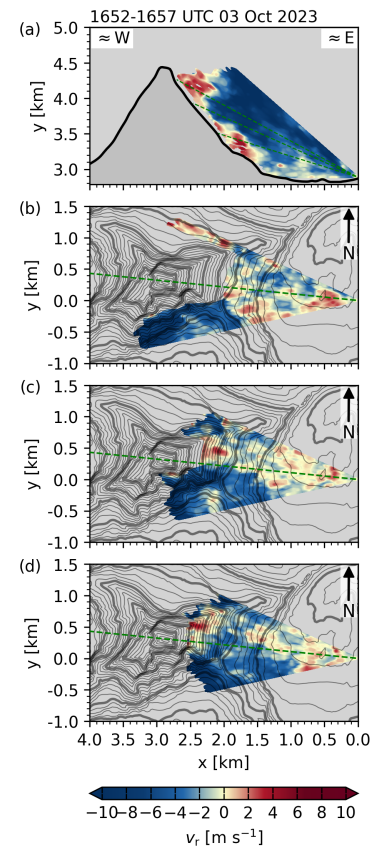 1652-1657 UTC 03 Oct 2023
(a)
≈ W
≈ E
5.0
4.5
4.0
3.5
3.0
y [km]
(b)
1.5
1.0
0.5
0.0
-0.5
-1.0
y [km]
N
(c)
1.5
1.0
0.5
0.0
-0.5
-1.0
y [km]
N
(d)
1.5
1.0
0.5
0.0
-0.5
-1.0
y [km]
N
4.0 3.5 3.0 2.5 2.0 1.5 1.0 0.5 0.0
x [km]
−10 −8 −6 −4 −2 0 2 4 6 8 10
vr [m s−1]